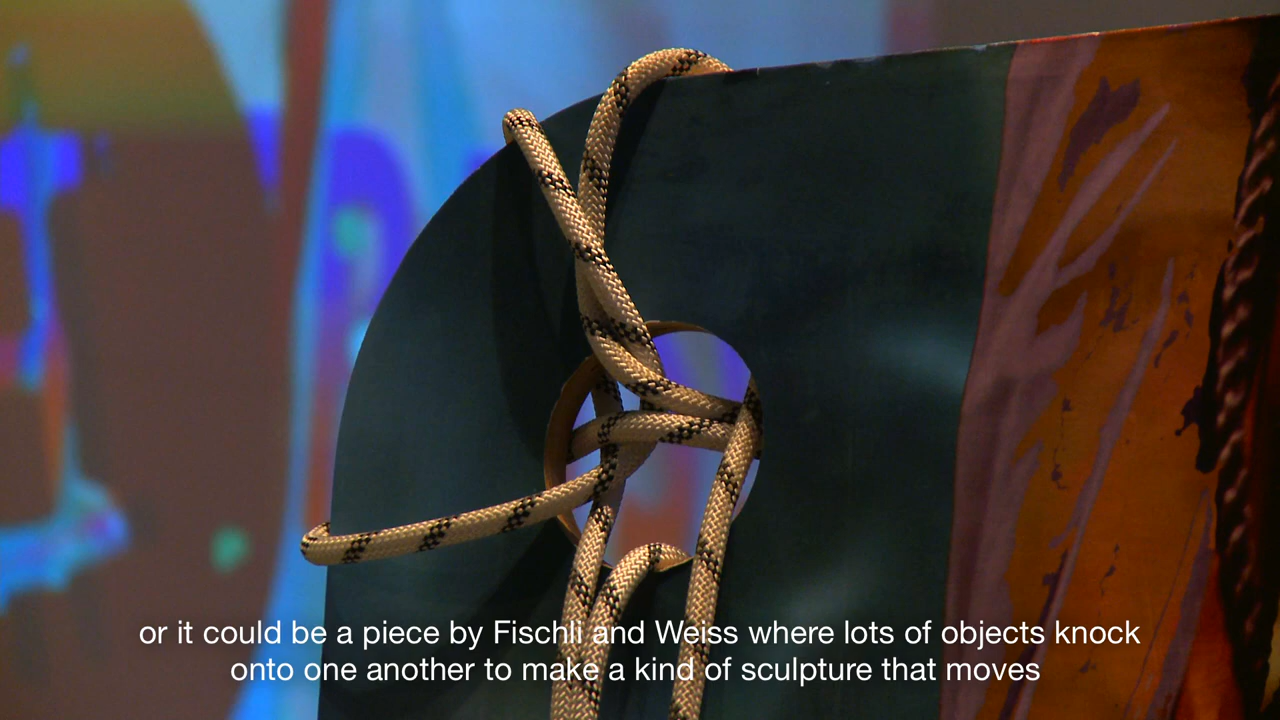 or it could be a piece by Fischli and Weiss where lots of objects knock
onto one another to make a kind of sculpture that moves